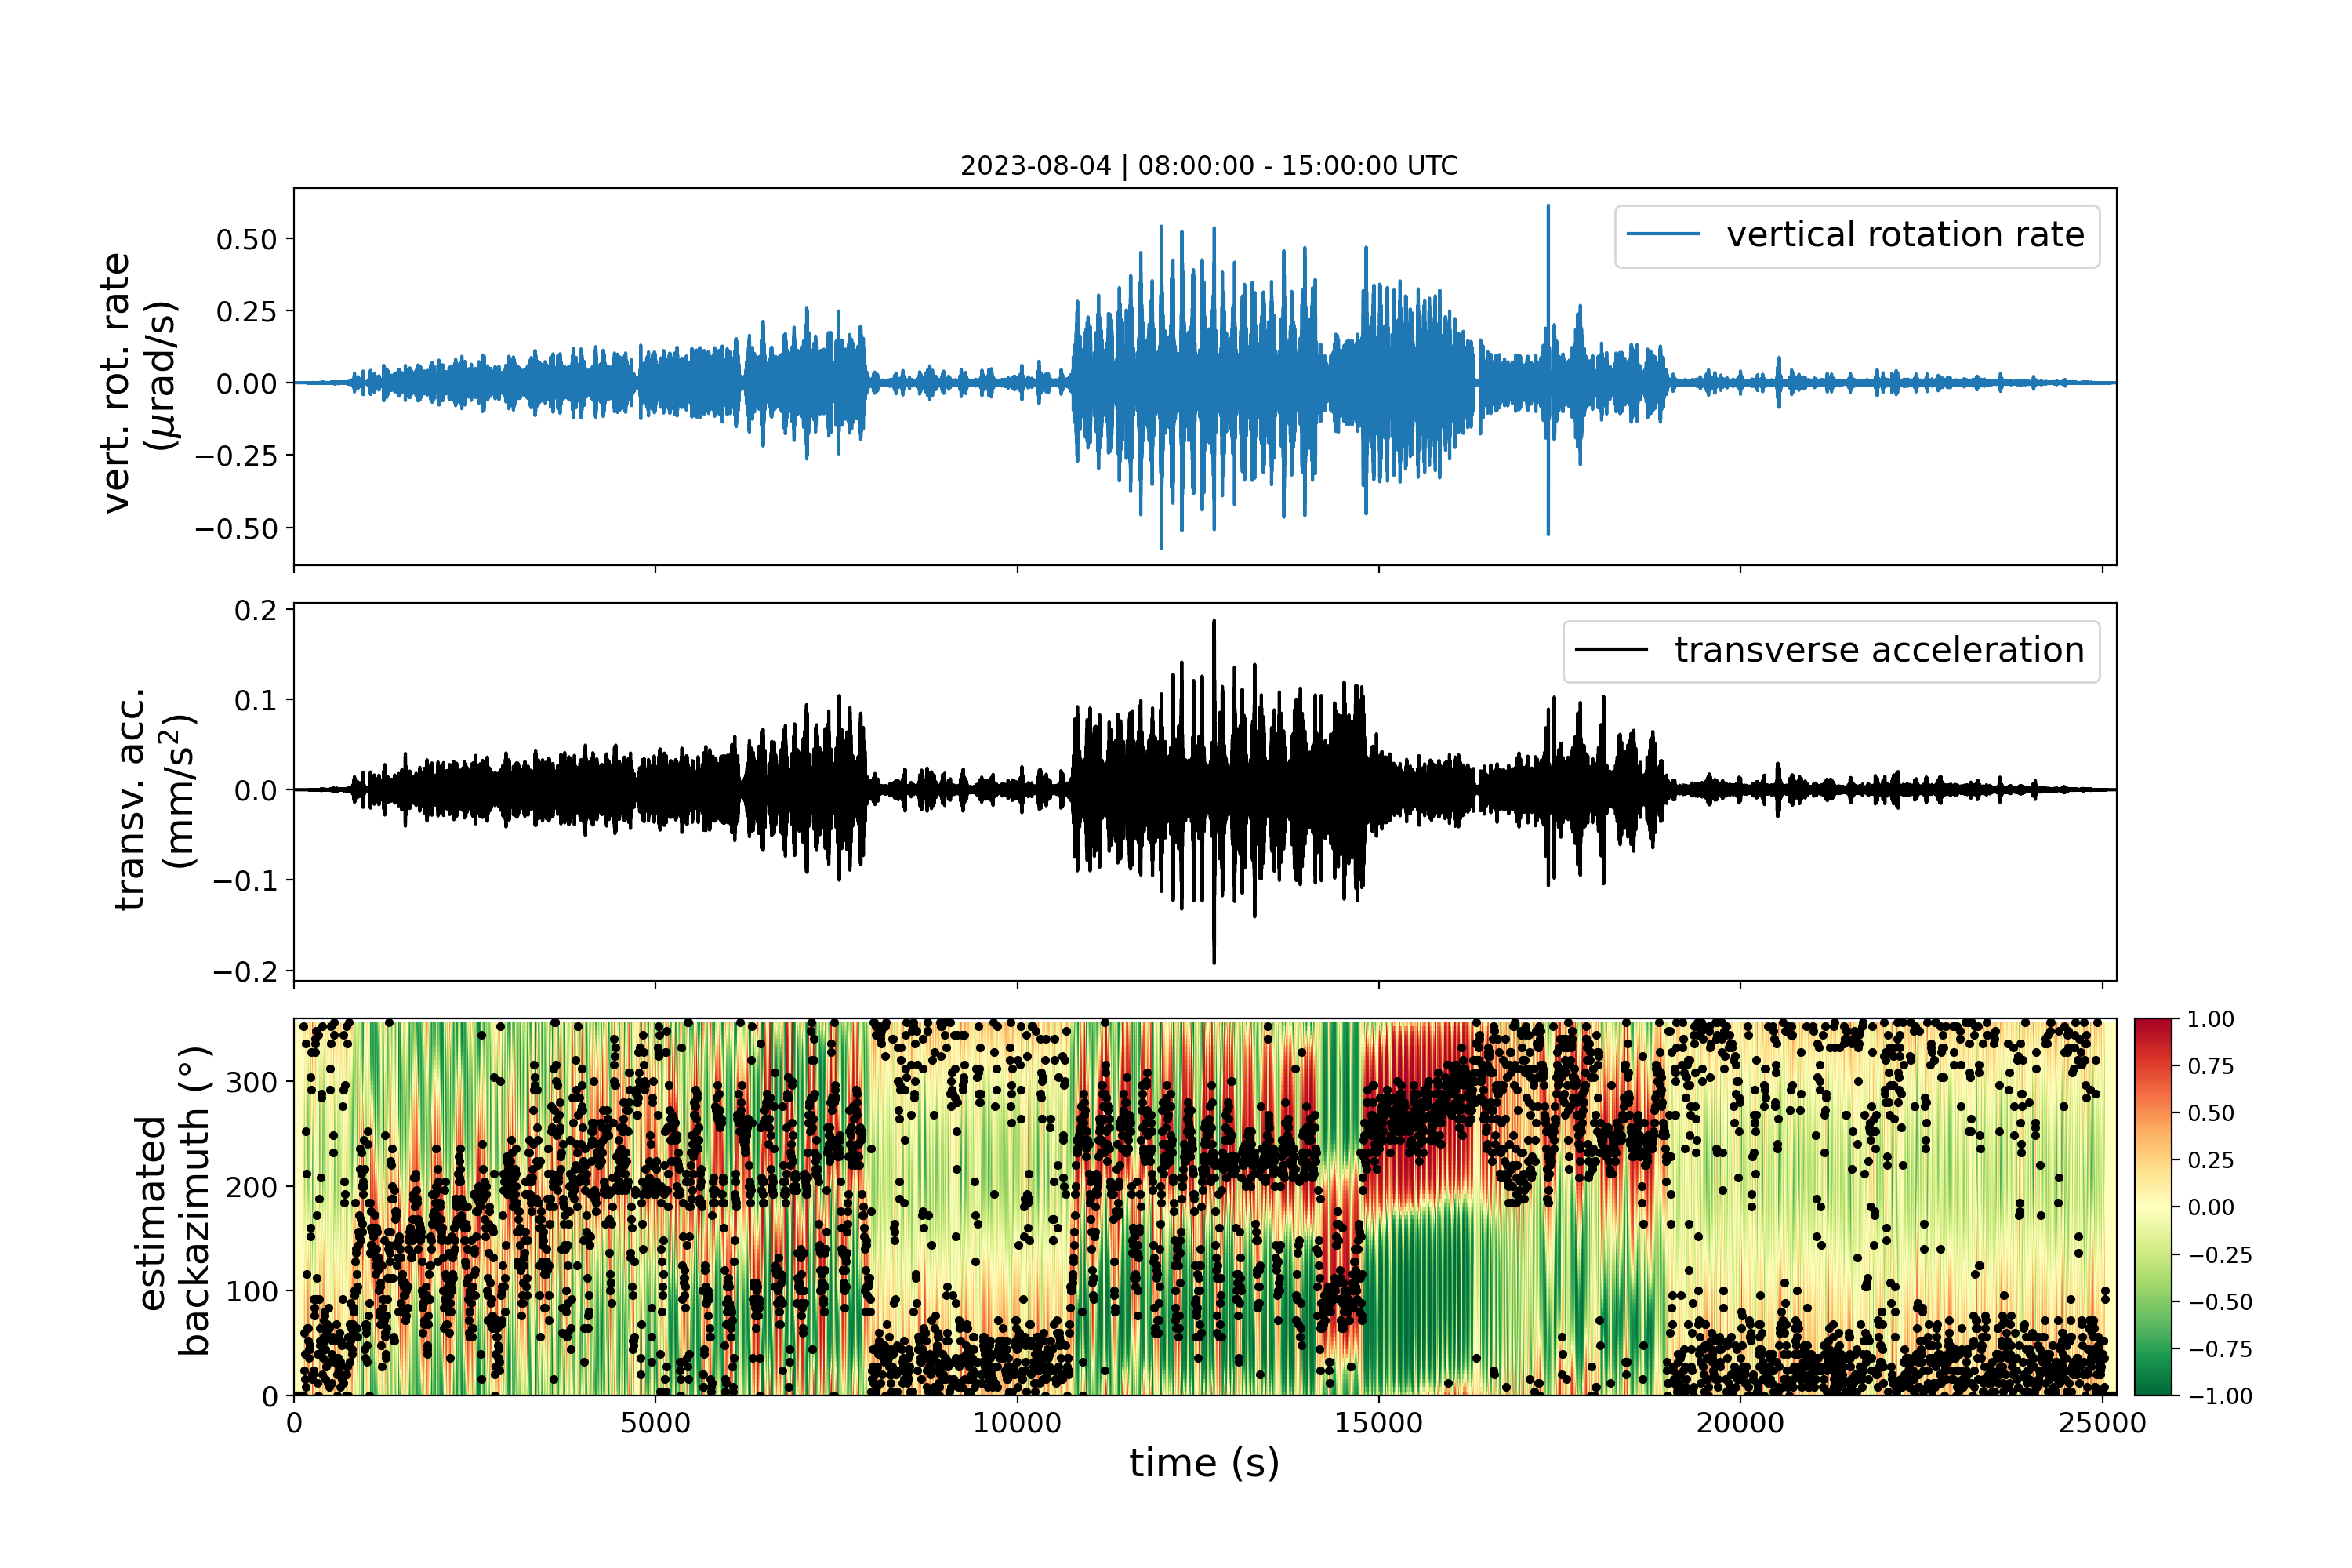 2023-08-04 | 08:00:00 - 15:00:00 UTC
vert. rot. rate
(μrad/s)
0.50
0.25
0.00
−0.25
−0.50
vertical rotation rate
transv. acc.
(mm/s²)
0.2
0.1
0.0
−0.1
−0.2
transverse acceleration
estimated
backazimuth (°)
300
200
100
0
0 5000 10000 15000 20000 25000
time (s)
1.00
0.75
0.50
0.25
0.00
−0.25
−0.50
−0.75
−1.00